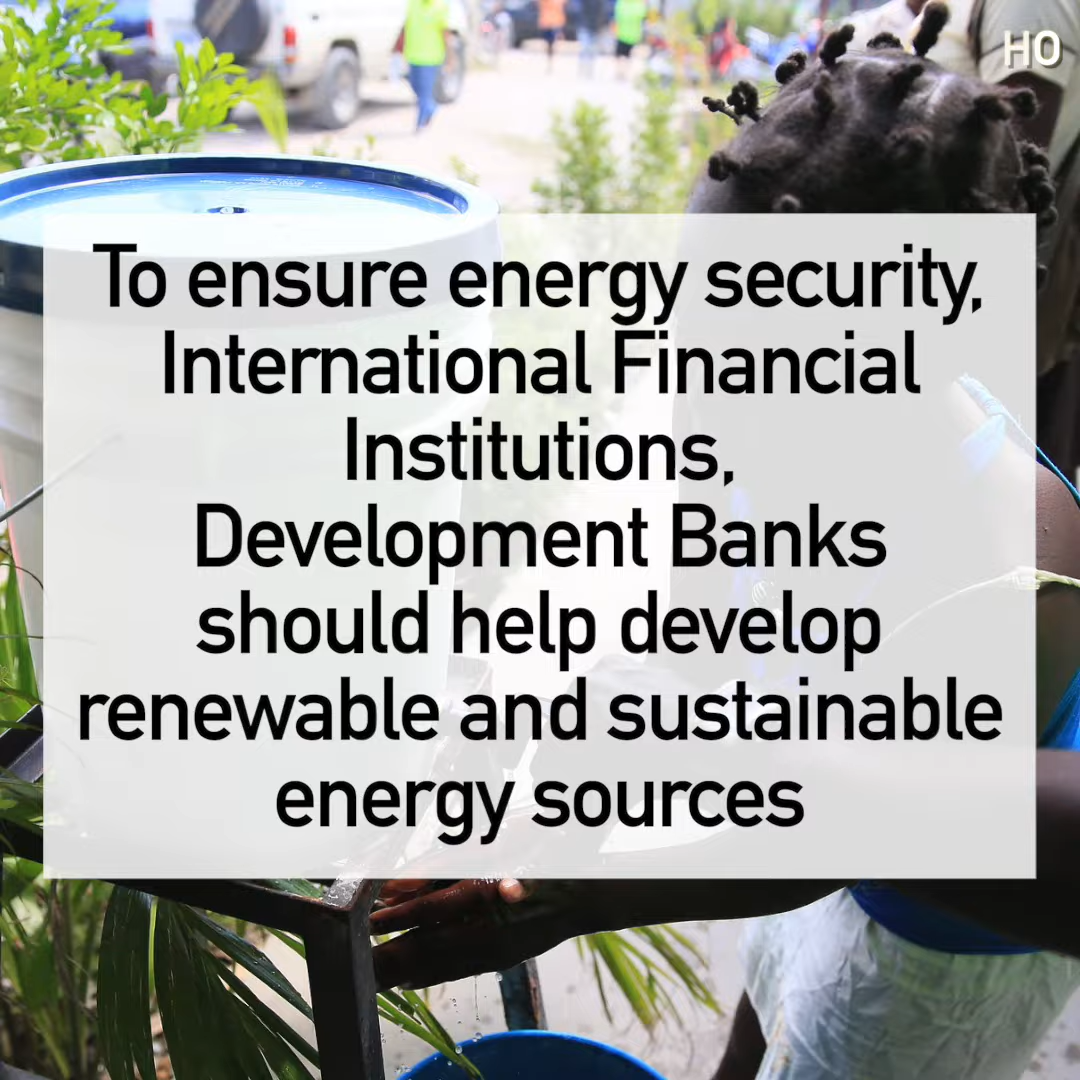 HO
To ensure energy security,
International Financial
Institutions,
Development Banks
should help develop
renewable and sustainable
energy sources